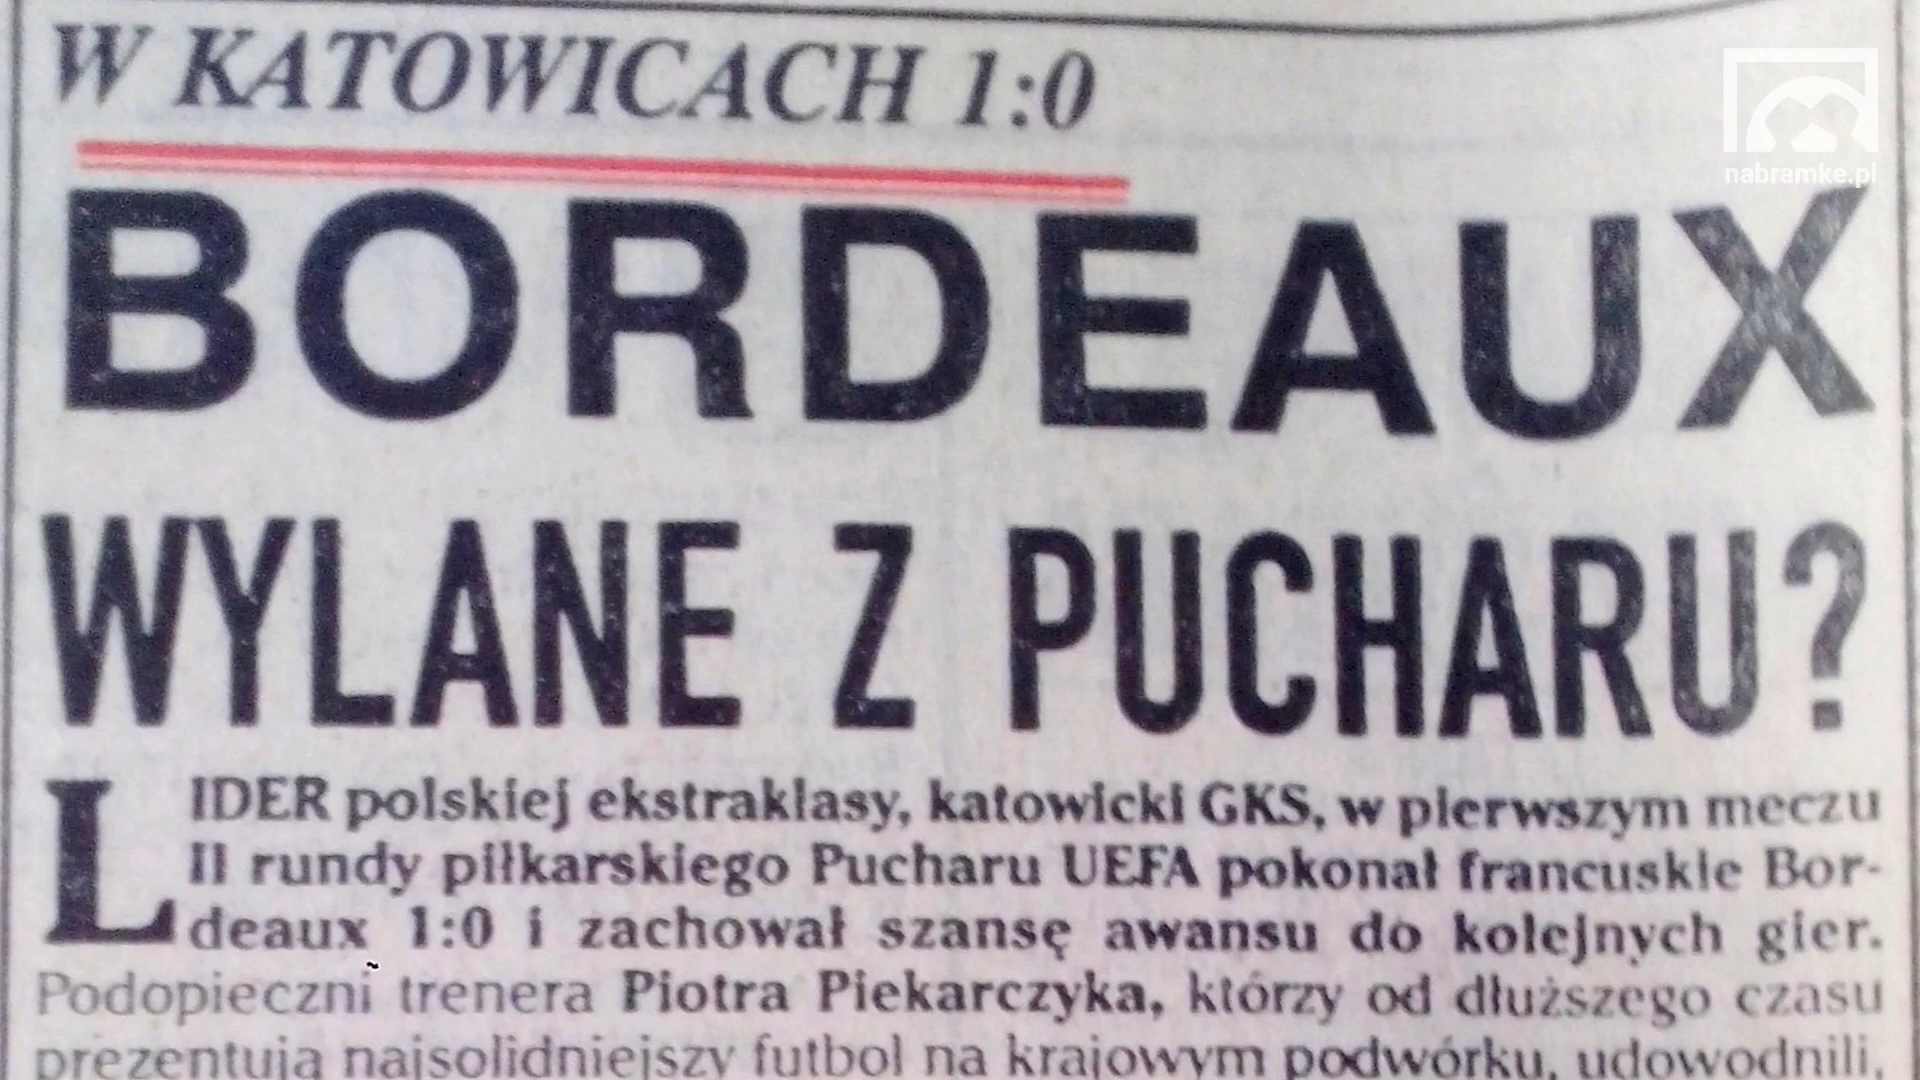 W KATOWICACH 1:0
nabramke.pl
BORDEAUX
WYLANE Z PUCHARU?
LIDER polskiej ekstraklasy, katowicki GKS, w pierwszym meczu
II rundy piłkarskiego Pucharu UEFA pokonał francuskie Bor-
deaux 1:0 i zachował szansę awansu do kolejnych gier.
Podopieczni trenera Piotra Piekarczyka, którzy od dłuższego czasu
prezentują najsolidniejszy futbol na krajowym podwórku, udowodnili,